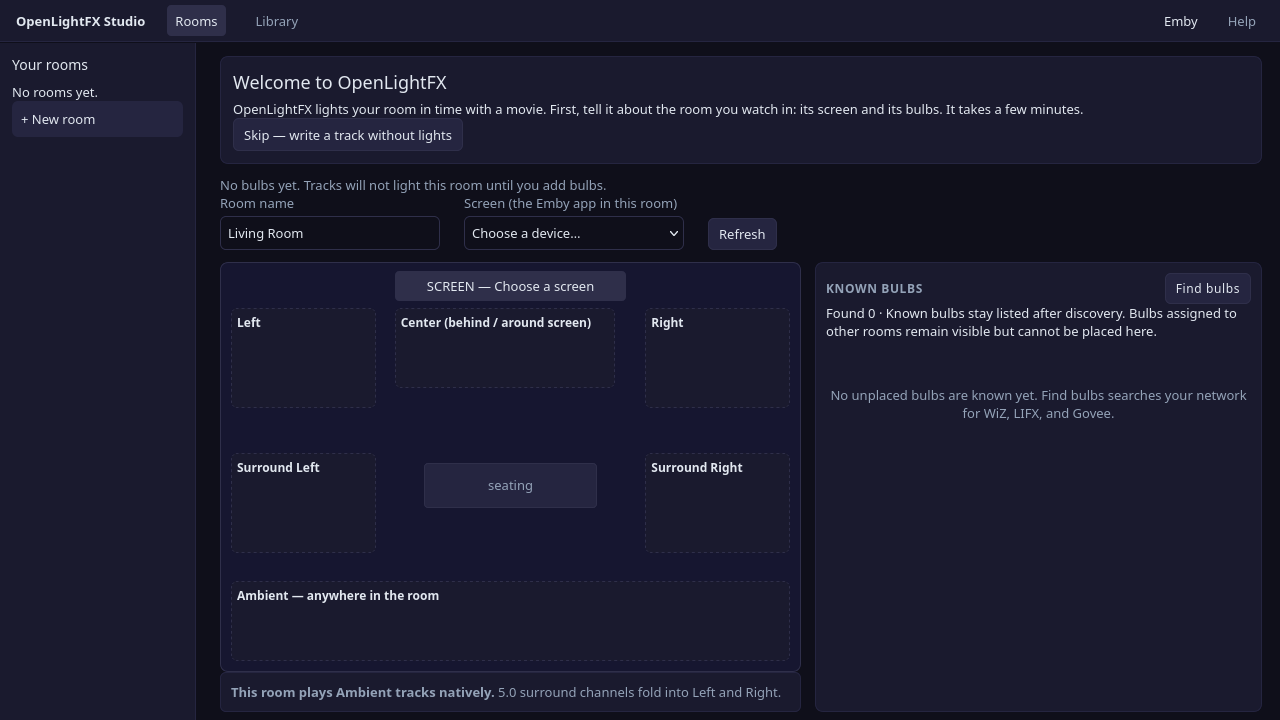 OpenLightFX Studio
Rooms
Library
Emby
Help
Your rooms
No rooms yet.
+ New room
Welcome to OpenLightFX
OpenLightFX lights your room in time with a movie. First, tell it about the room you watch in: its screen and its bulbs. It takes a few minutes.
Skip — write a track without lights
No bulbs yet. Tracks will not light this room until you add bulbs.
Room name
Screen (the Emby app in this room)
Living Room
Choose a device...
Refresh
SCREEN — Choose a screen
Left
Center (behind / around screen)
Right
Surround Left
seating
Surround Right
Ambient — anywhere in the room
This room plays Ambient tracks natively. 5.0 surround channels fold into Left and Right.
KNOWN BULBS
Find bulbs
Found 0 · Known bulbs stay listed after discovery. Bulbs assigned to
other rooms remain visible but cannot be placed here.
No unplaced bulbs are known yet. Find bulbs searches your network
for WiZ, LIFX, and Govee.